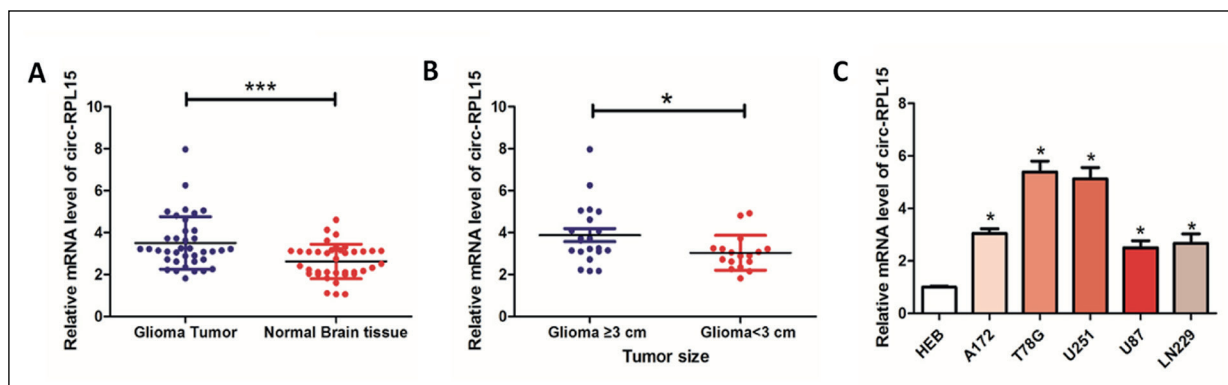 A
Relative mRNA level of circ-RPL15
10
8
6
4
2
0
***
Glioma Tumor
Normal Brain tissue
B
Relative mRNA level of circ-RPL15
10
8
6
4
2
0
*
Glioma ≥3 cm
Glioma<3 cm
Tumor size
C
Relative mRNA level of circ-RPL15
8
6
4
2
0
*
*
*
*
*
HEB
A172
T78G
U251
U87
LN229